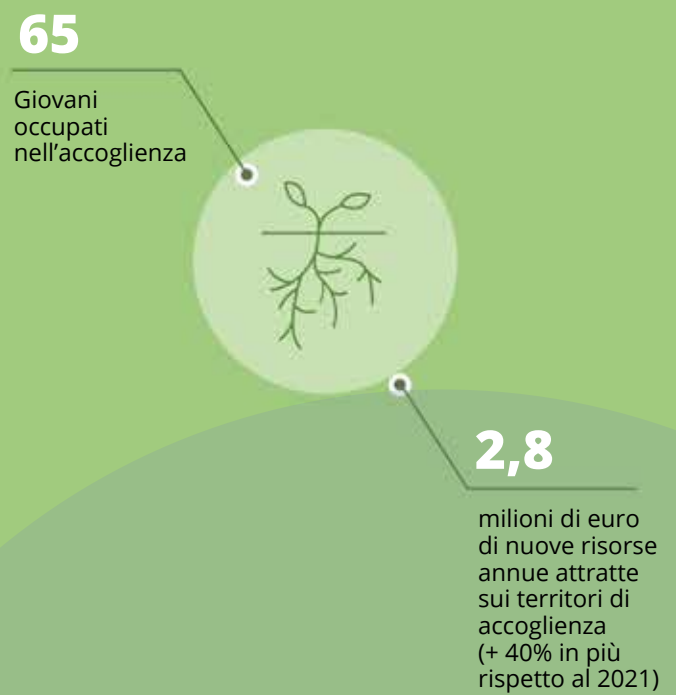 65
Giovani
occupati
nell’accoglienza
2,8
milioni di euro
di nuove risorse
annue attratte
sui territori di
accoglienza
(+ 40% in più
rispetto al 2021)